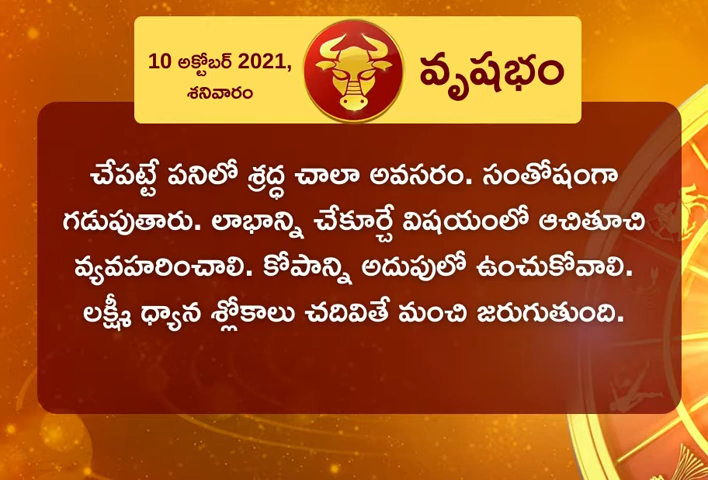 10 అక్టోబర్ 2021,
శనివారం
వృషభం
చేపట్టే పనిలో శ్రద్ధ చాలా అవసరం. సంతోషంగా
గడుపుతారు. లాభాన్ని చేకూర్చే విషయంలో ఆచితూచి
వ్యవహరించాలి. కోపాన్ని అదుపులో ఉంచుకోవాలి.
లక్ష్మీ ధ్యాన శ్లోకాలు చదివితే మంచి జరుగుతుంది.